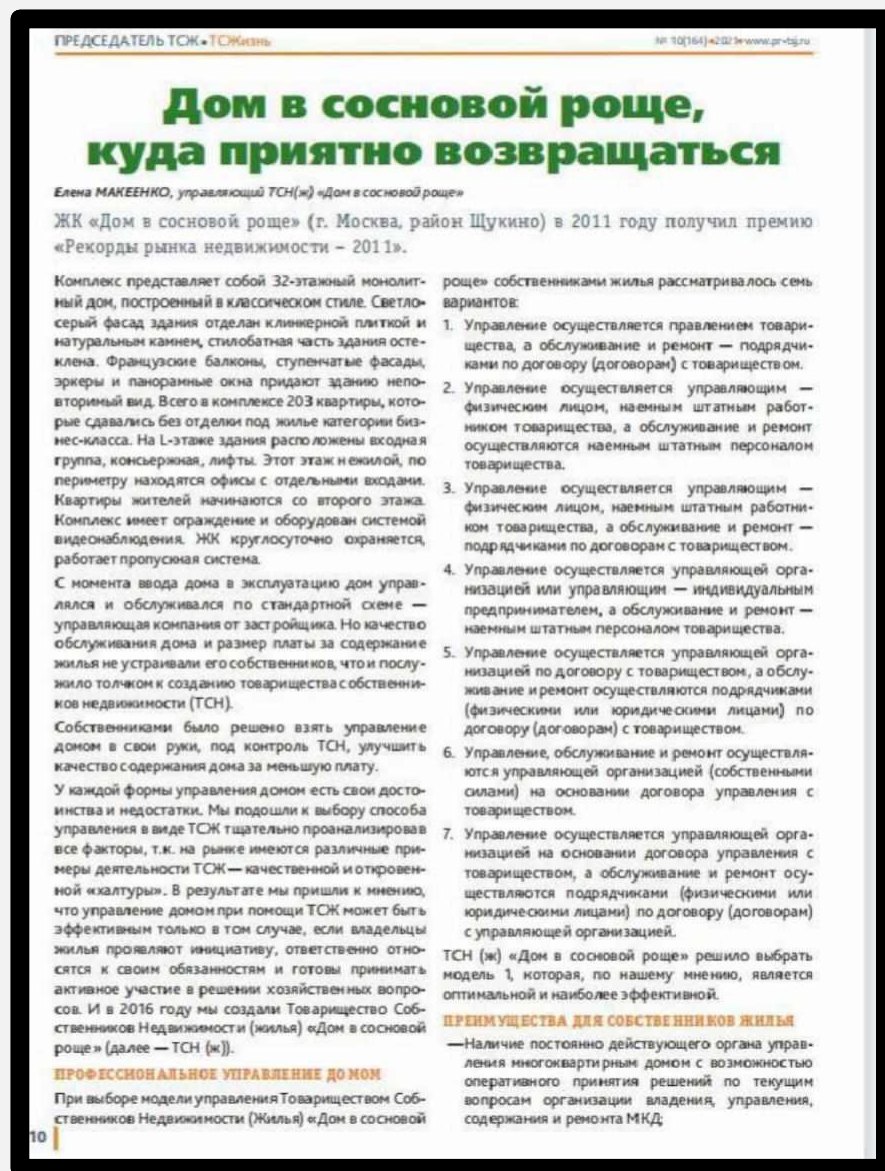 ПРЕДСЕДАТЕЛЬ ТСЖ • ТСЖизнь
№ 10(164) • 2021 • www.pr-tsj.ru
Дом в сосновой роще,
куда приятно возвращаться
Елена МАКЕЕНКО, управляющий ТСН(ж) «Дом в сосновой роще»
ЖК «Дом в сосновой роще» (г. Москва, район Щукино) в 2011 году получил премию
«Рекорды рынка недвижимости – 2011».
Комплекс представляет собой 32-этажный монолит-
ный дом, построенный в классическом стиле. Светло-
серый фасад здания отделан клинкерной плиткой и
натуральным камнем, стилобатная часть здания осте-
клена. Французские балконы, ступенчатые фасады,
эркеры и панорамные окна придают зданию непо-
вторимый вид. Всего в комплексе 203 квартиры, кото-
рые сдавались без отделки под жилье категории биз-
нес-класса. На L-этаже здания расположены входная
группа, консьержная, лифты. Этот этаж нежилой, по
периметру находятся офисы с отдельными входами.
Квартиры жителей начинаются со второго этажа.
Комплекс имеет ограждение и оборудован системой
видеонаблюдения. ЖК круглосуточно охраняется,
работает пропускная система.
С момента ввода дома в эксплуатацию дом управ-
лялся и обслуживался по стандартной схеме —
управляющая компания от застройщика. Но качество
обслуживания дома и размер платы за содержание
жилья не устраивали его собственников, что и послу-
жило толчком к созданию товарищества собственни-
ков недвижимости (ТСН).
Собственниками было решено взять управление
домом в свои руки, под контроль ТСН, улучшить
качество содержания дома за меньшую плату.
У каждой формы управления домом есть свои досто-
инства и недостатки. Мы подошли к выбору способа
управления в виде ТСЖ тщательно проанализировав
все факторы, т.к. на рынке имеются различные при-
меры деятельности ТСЖ — качественной и откровен-
ной «халтуры». В результате мы пришли к мнению,
что управление домом при помощи ТСЖ может быть
эффективным только в том случае, если владельцы
жилья проявляют инициативу, ответственно отно-
сятся к своим обязанностям и готовы принимать
активное участие в решении хозяйственных вопро-
сов. И в 2016 году мы создали Товарищество Соб-
ственников Недвижимости (жилья) «Дом в сосновой
роще» (далее — ТСН (ж)).
ПРОФЕССИОНАЛЬНОЕ УПРАВЛЕНИЕ ДОМОМ
При выборе модели управления Товариществом Соб-
ственников Недвижимости (Жилья) «Дом в сосновой
роще» собственниками жилья рассматривалось семь
вариантов:
1. Управление осуществляется правлением товари-
щества, а обслуживание и ремонт — подрядчи-
ками по договору (договорам) с товариществом.
2. Управление осуществляется управляющим —
физическим лицом, наемным штатным работ-
ником товарищества, а обслуживание и ремонт
осуществляются наемным штатным персоналом
товарищества.
3. Управление осуществляется управляющим —
физическим лицом, наемным штатным работни-
ком товарищества, а обслуживание и ремонт —
подрядчиками по договорам с товариществом.
4. Управление осуществляется управляющей орга-
низацией или управляющим — индивидуальным
предпринимателем, а обслуживание и ремонт —
наемным штатным персоналом товарищества.
5. Управление осуществляется управляющей орга-
низацией по договору с товариществом, а обслу-
живание и ремонт осуществляются подрядчиками
(физическими или юридическими лицами) по
договору (договорам) с товариществом.
6. Управление, обслуживание и ремонт осуществля-
ются управляющей организацией (собственными
силами) на основании договора управления с
товариществом.
7. Управление осуществляется управляющей орга-
низацией на основании договора управления с
товариществом, а обслуживание и ремонт осу-
ществляются подрядчиками (физическими или
юридическими лицами) по договору (договорам)
с управляющей организацией.
ТСН (ж) «Дом в сосновой роще» решило выбрать
модель 1, которая, по нашему мнению, является
оптимальной и наиболее эффективной.
ПРЕИМУЩЕСТВА ДЛЯ СОБСТВЕННИКОВ ЖИЛЬЯ
—Наличие постоянно действующего органа управ-
ления многоквартирным домом с возможностью
оперативного принятия решений по текущим
вопросам организации владения, управления,
содержания и ремонта МКД;
10